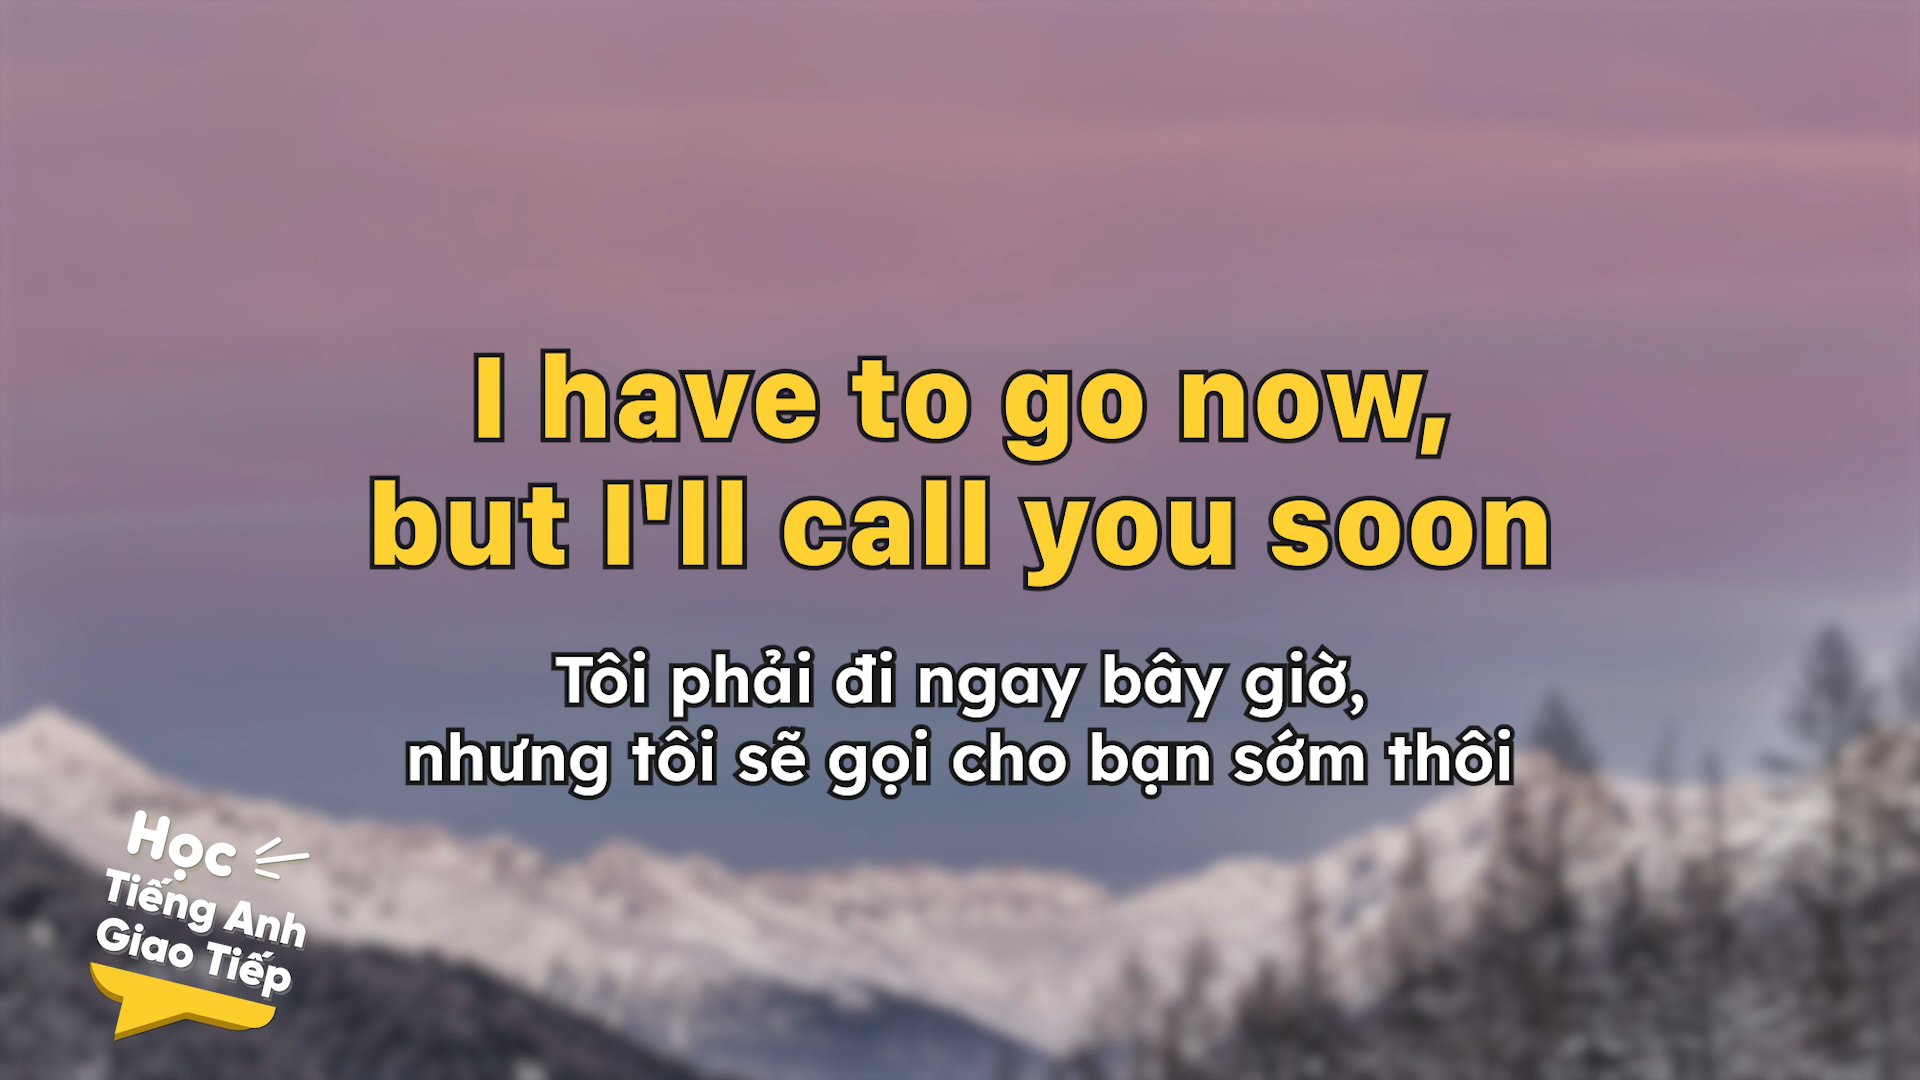 I have to go now,
but I'll call you soon
Tôi phải đi ngay bây giờ,
nhưng tôi sẽ gọi cho bạn sớm thôi
Học
Tiếng Anh
Giao Tiếp